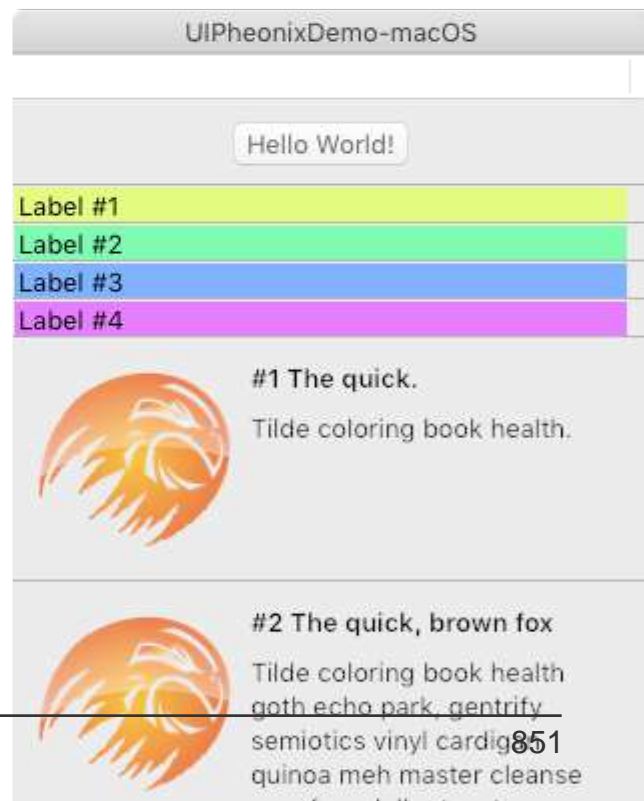 UIPheonixDemo-macOS
Hello World!
Label #1
Label #2
Label #3
Label #4
#1 The quick.
Tilde coloring book health.
#2 The quick, brown fox
Tilde coloring book health
goth echo park, gentrify
semiotics vinyl cardigan
851
quinoa meh master cleanse